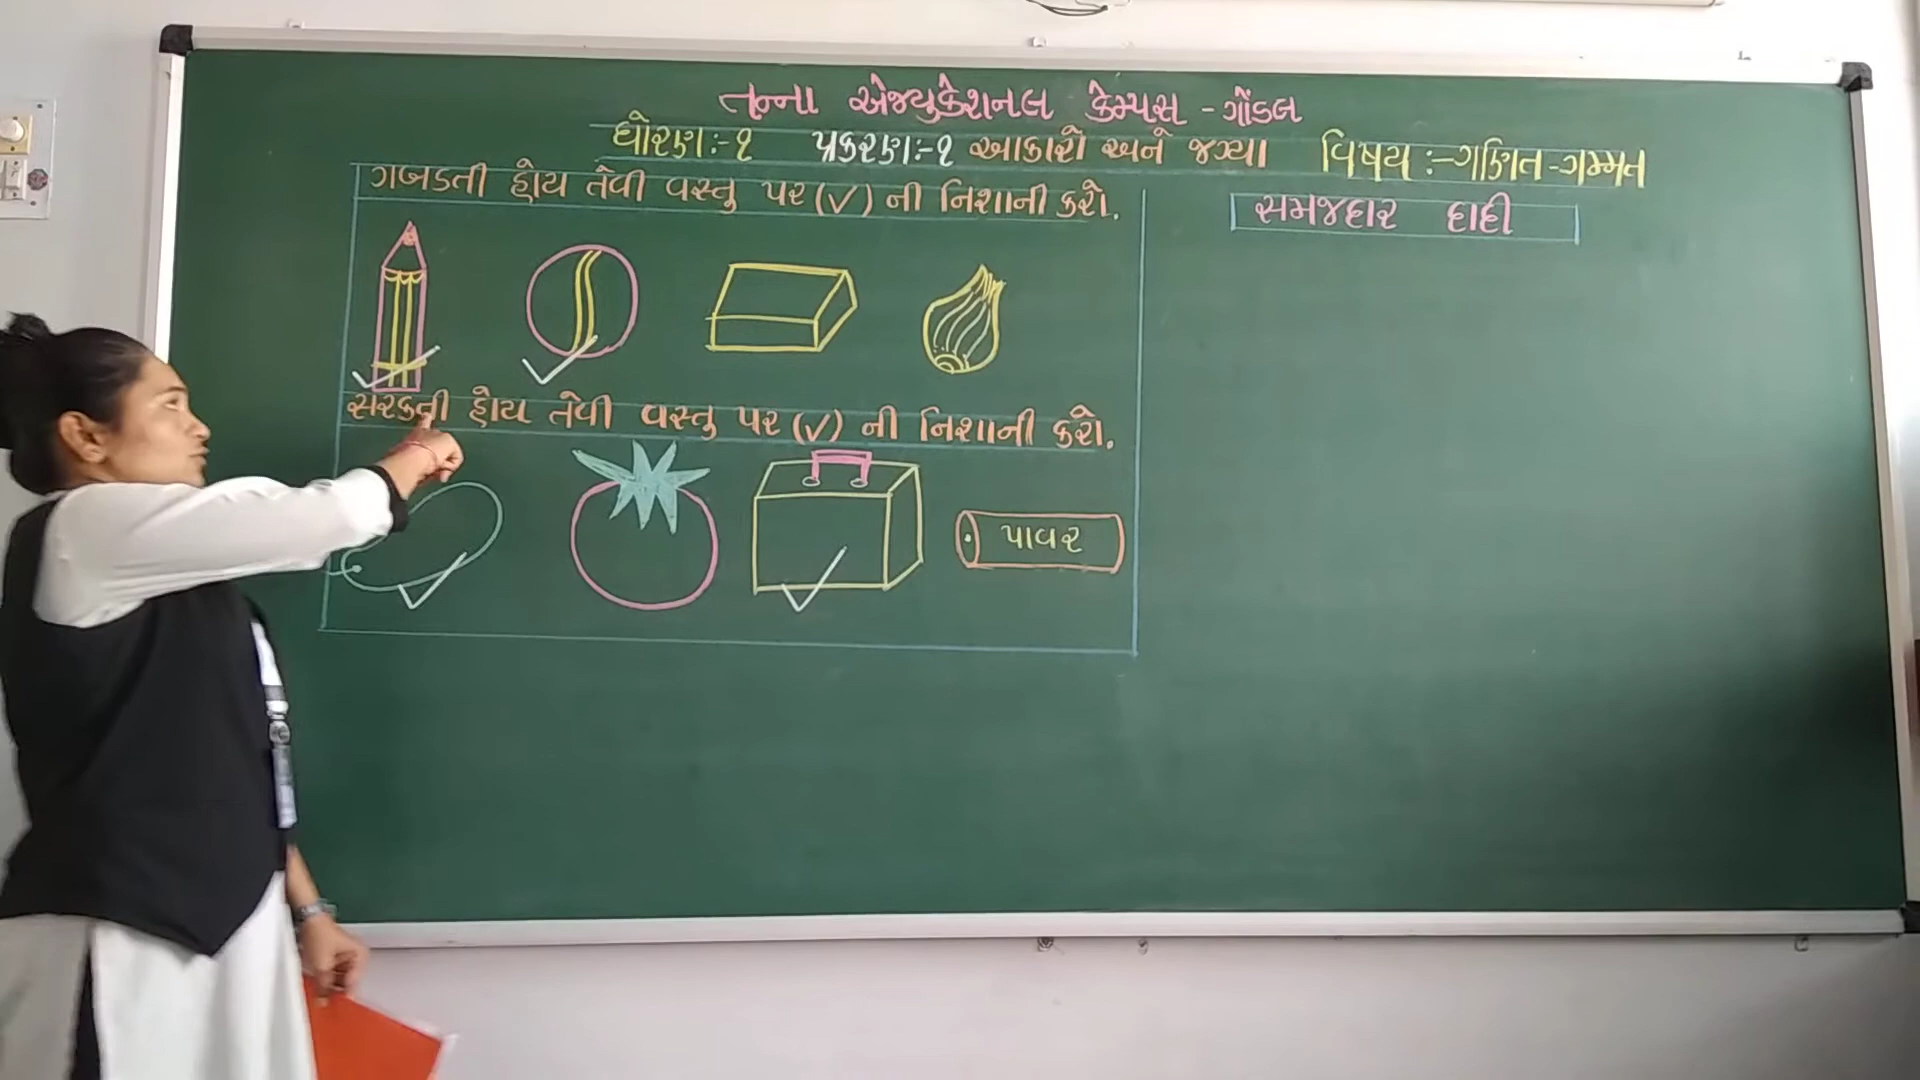 તન્ના એજ્યુકેશનલ કેમ્પસ - ગોંડલ
ધોરણ:-૧ પ્રકરણ:-૧ આકારો અને જગ્યા વિષય :- ગણિત-ગમ્મત
ગબડતી હોય તેવી વસ્તુ પર (✓) ની નિશાની કરો.
સમજદાર દાદી
સરકતી હોય તેવી વસ્તુ પર (✓) ની નિશાની કરો.
પાવર